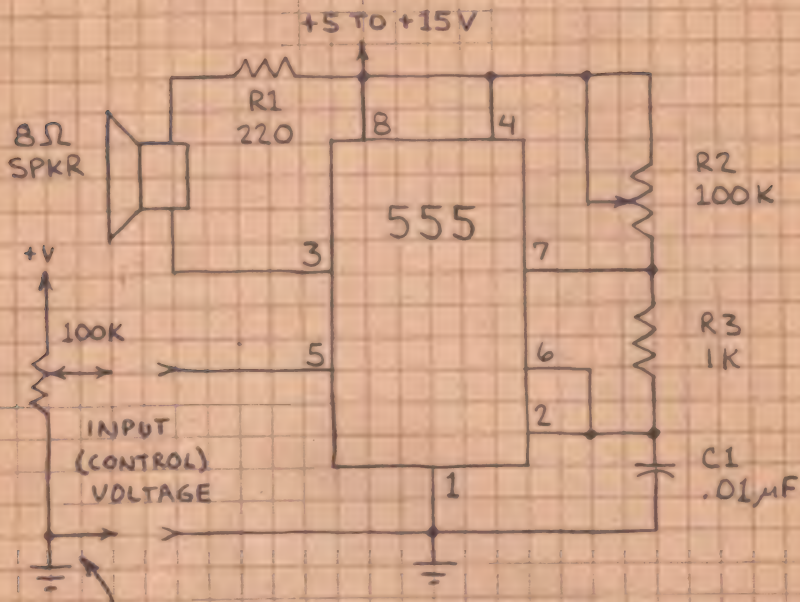 +5 TO +15V
R1
220
8
4
8Ω
SPKR
R2
100K
555
+V
3
7
100K
5
6
R3
1K
2
INPUT
(CONTROL)
VOLTAGE
1
C1
.01µF